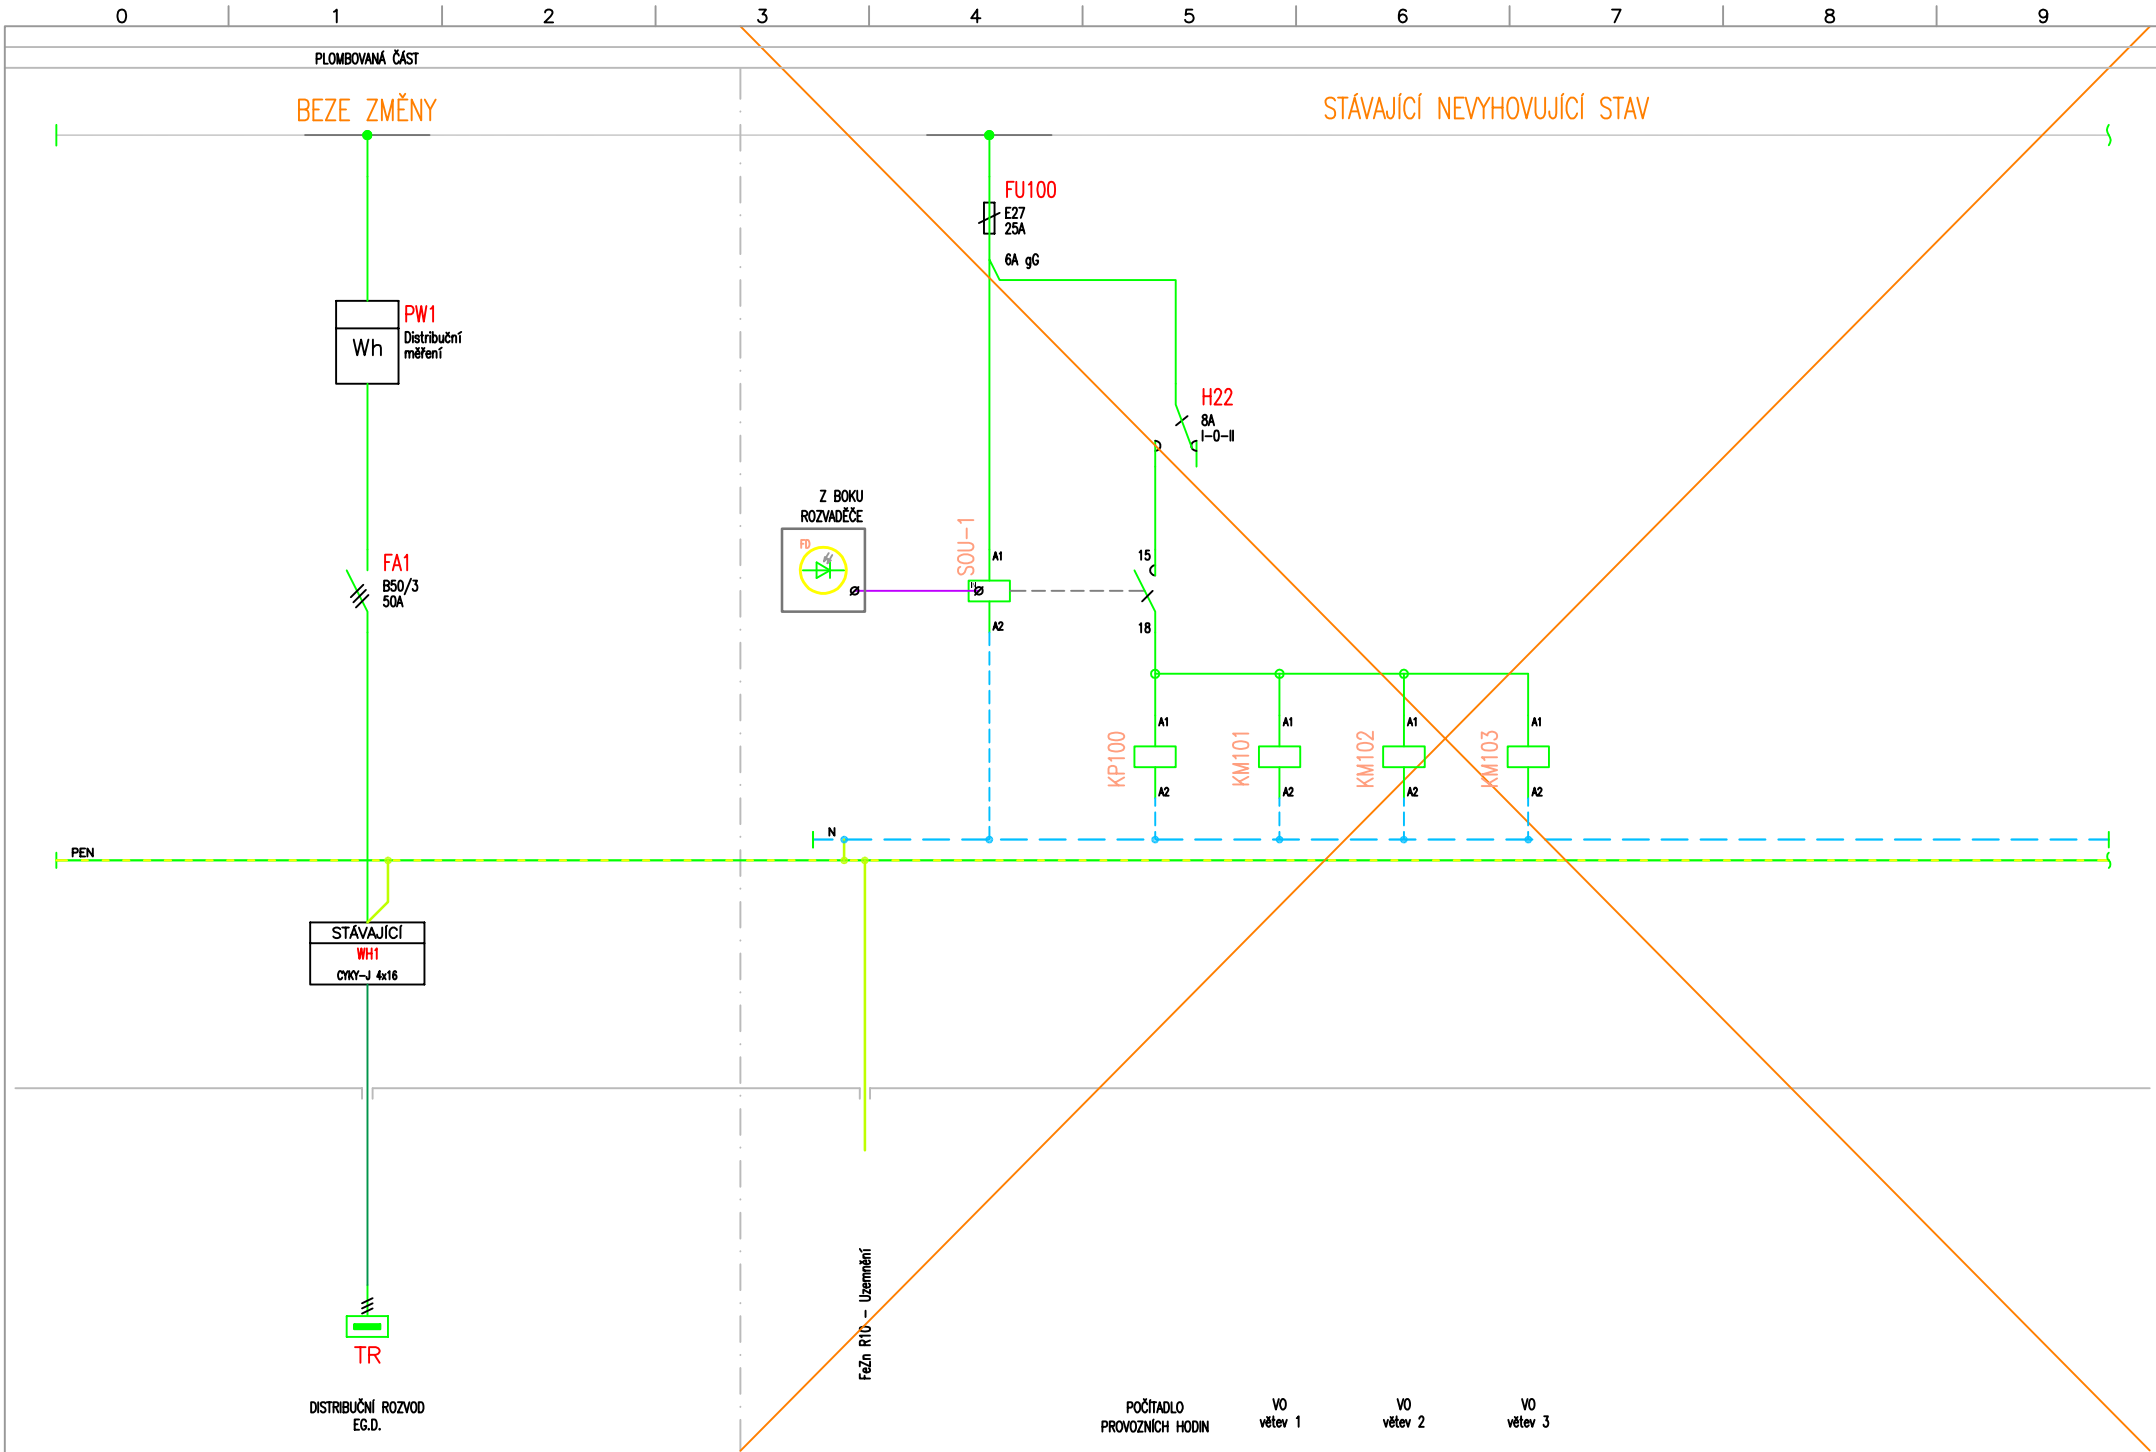 0 1 2 3 4 5 6 7 8 9
PLOMBOVANÁ ČÁST
BEZE ZMĚNY
STÁVAJÍCÍ NEVYHOVUJÍCÍ STAV
FU100
E27
25A
6A gG
PW1
Distribuční
měření
Wh
H22
8A
I-0-II
Z BOKU
ROZVADĚČE
FD
SOU-1
A1
A2
15
18
FA1
B50/3
50A
KP100
A1
A2
KM101
A1
A2
KM102
A1
A2
KM103
A1
A2
N
PEN
STÁVAJÍCÍ
WH1
CYKY-J 4x16
FeZn R10 - Uzemnění
TR
DISTRIBUČNÍ ROZVOD
EG.D.
POČÍTADLO
PROVOZNÍCH HODIN
VO
větev 1
VO
větev 2
VO
větev 3